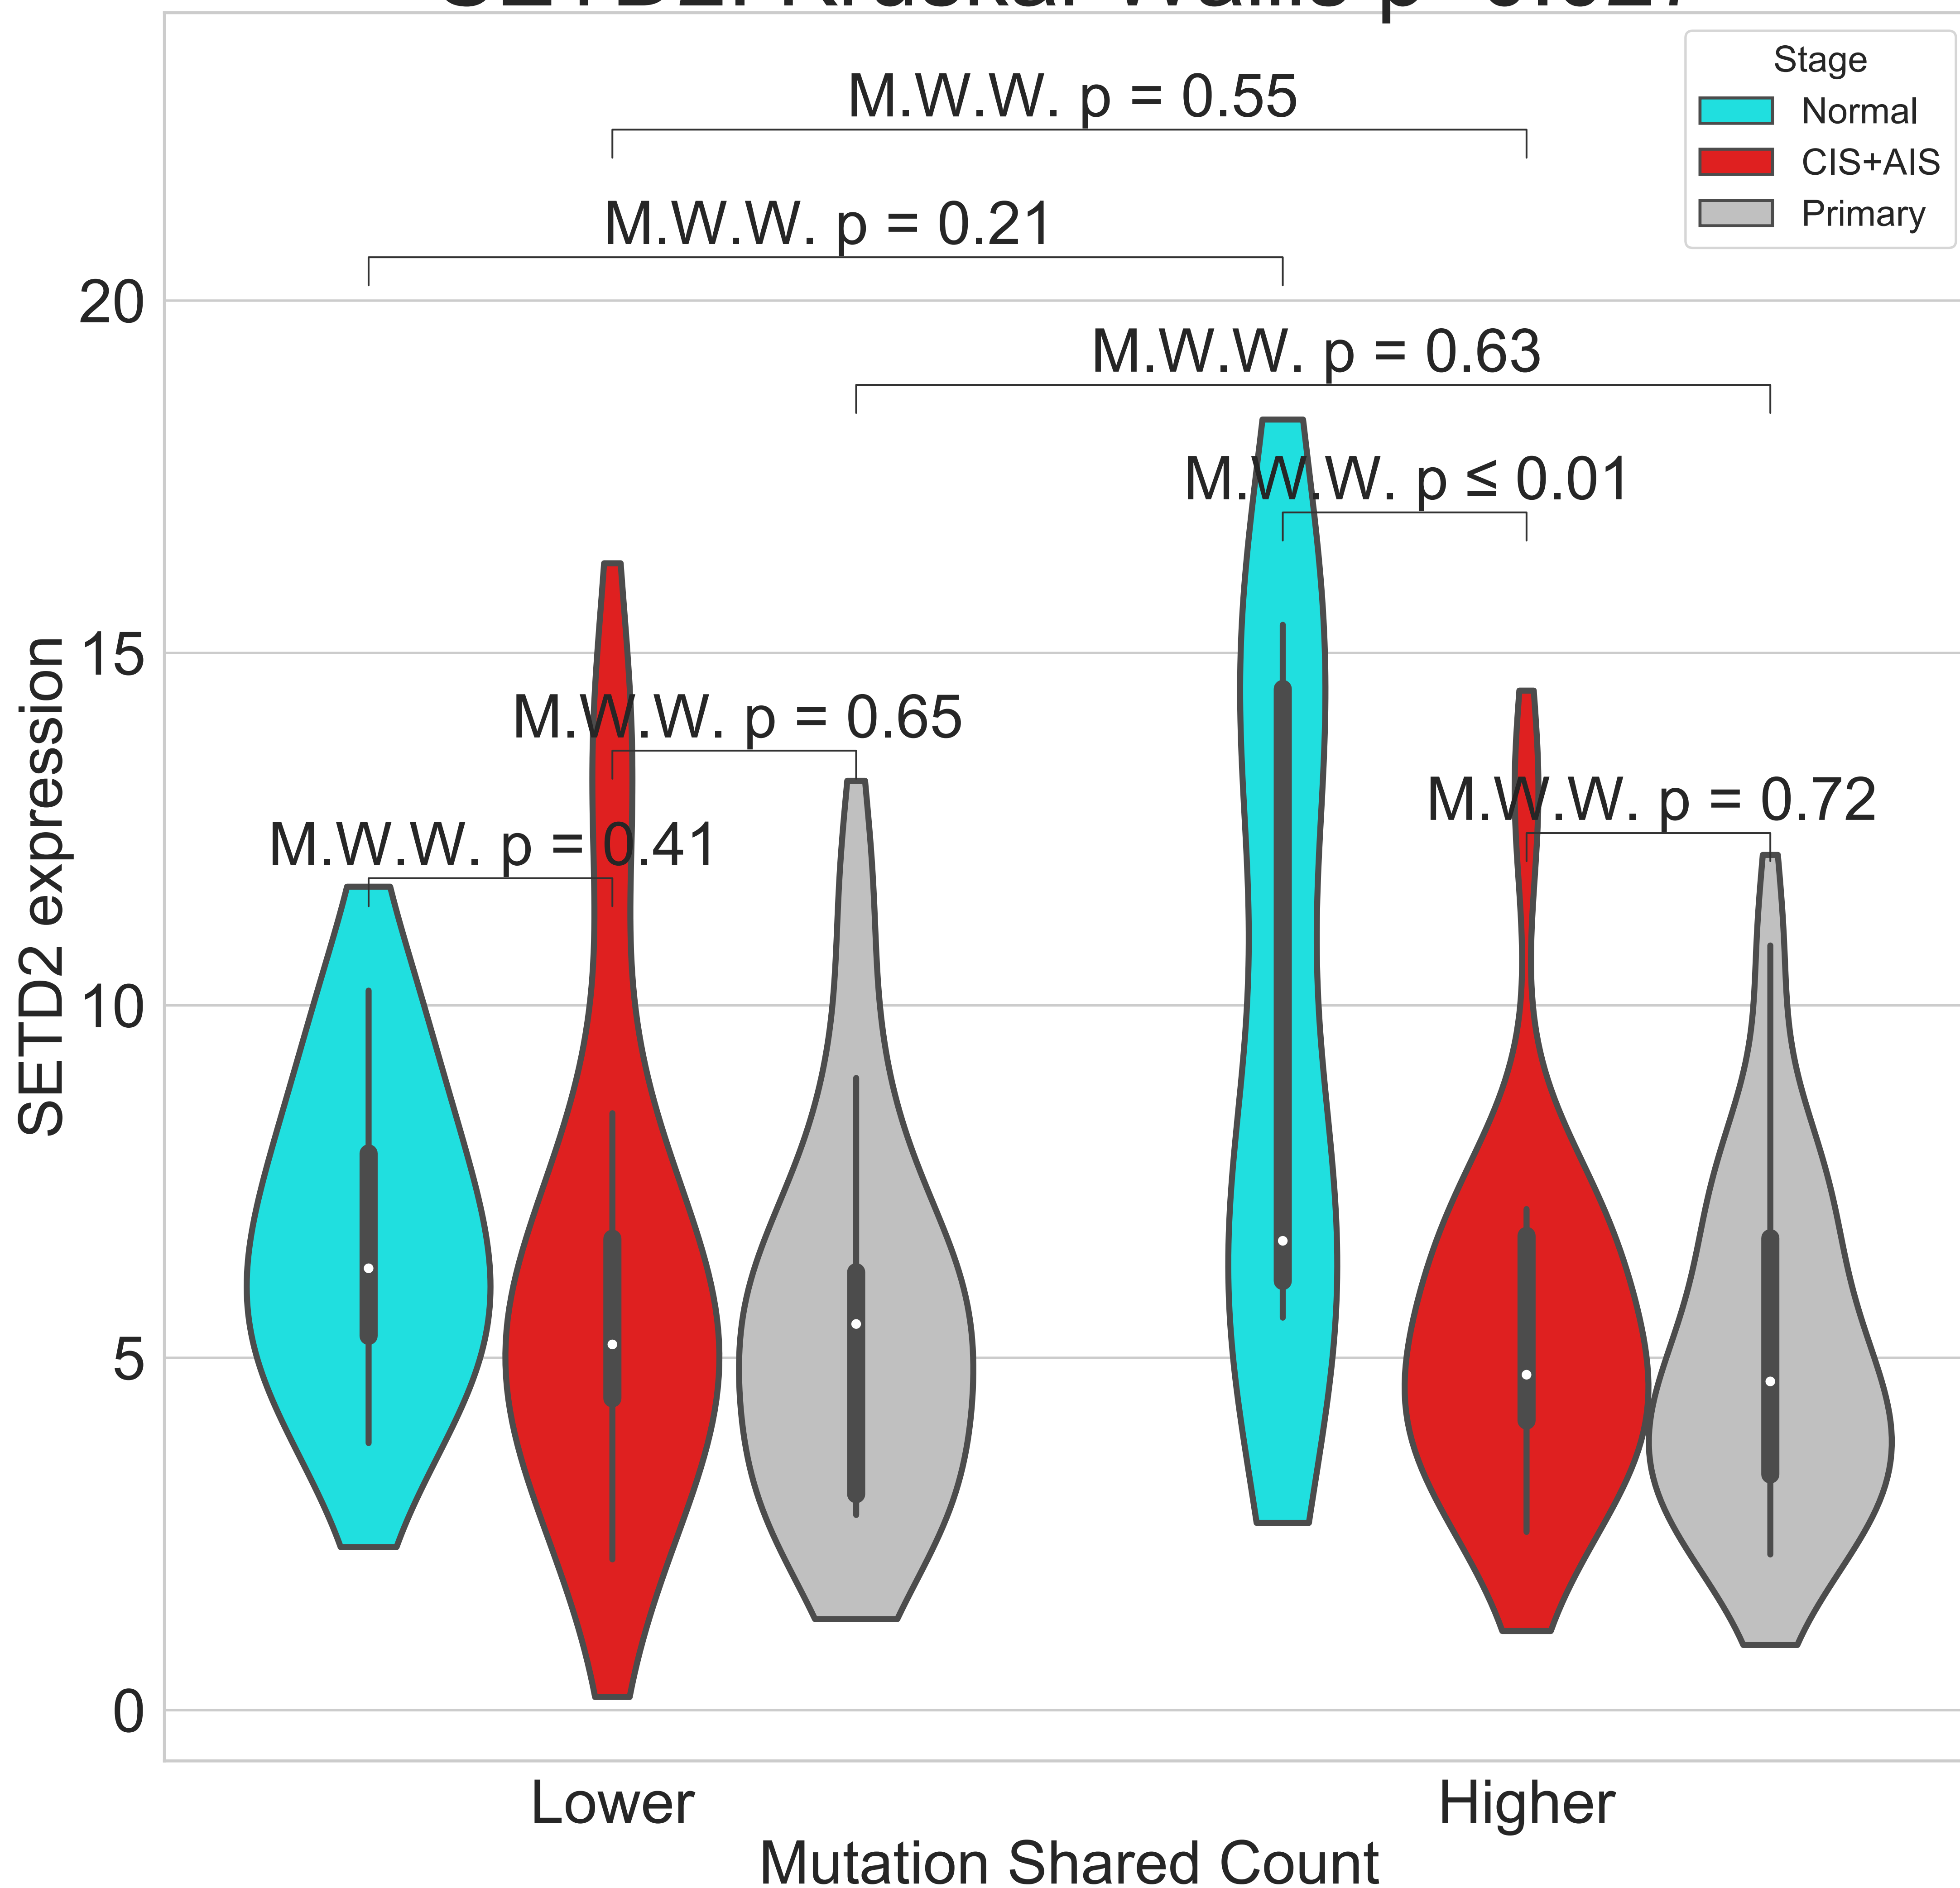 Stage
Normal
CIS+AIS
Primary
M.W.W. p = 0.55
M.W.W. p = 0.21
M.W.W. p = 0.63
M.W.W. p ≤ 0.01
M.W.W. p = 0.65
M.W.W. p = 0.72
M.W.W. p = 0.41
20
15
10
5
0
SETD2 expression
Lower
Higher
Mutation Shared Count